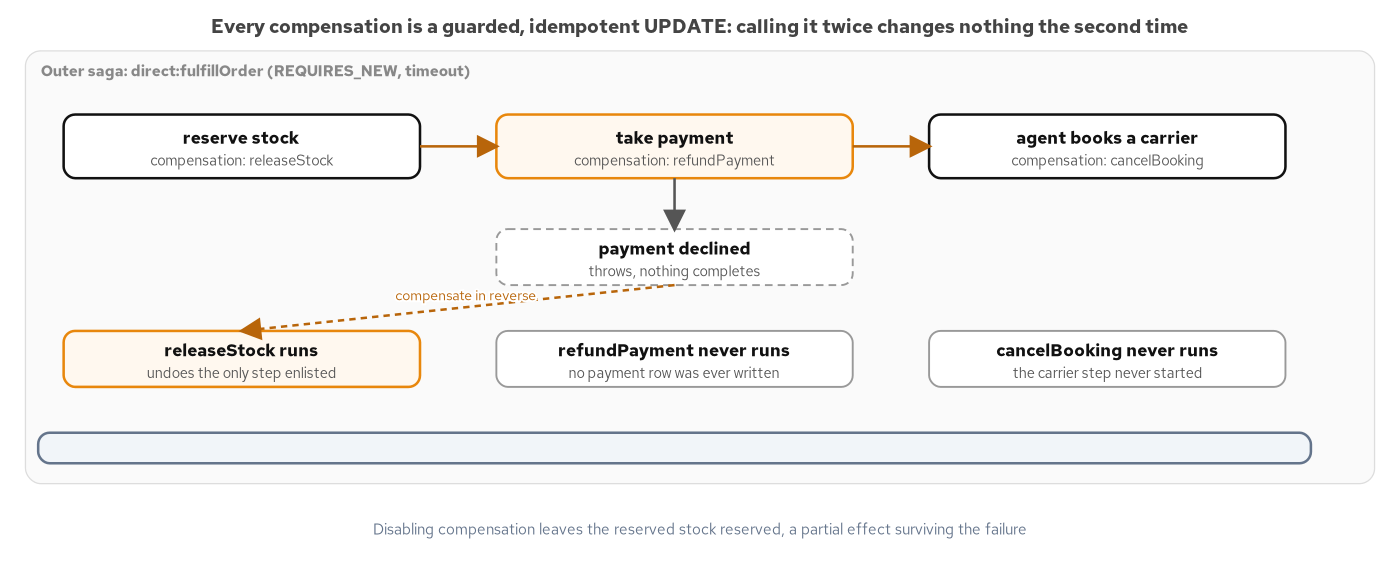 Every compensation is a guarded, idempotent UPDATE: calling it twice changes nothing the second time
Outer saga: direct:fulfillOrder (REQUIRES_NEW, timeout)
reserve stock
compensation: releaseStock
take payment
compensation: refundPayment
agent books a carrier
compensation: cancelBooking
payment declined
throws, nothing completes
compensate in reverse
releaseStock runs
undoes the only step enlisted
refundPayment never runs
no payment row was ever written
cancelBooking never runs
the carrier step never started
Disabling compensation leaves the reserved stock reserved, a partial effect surviving the failure